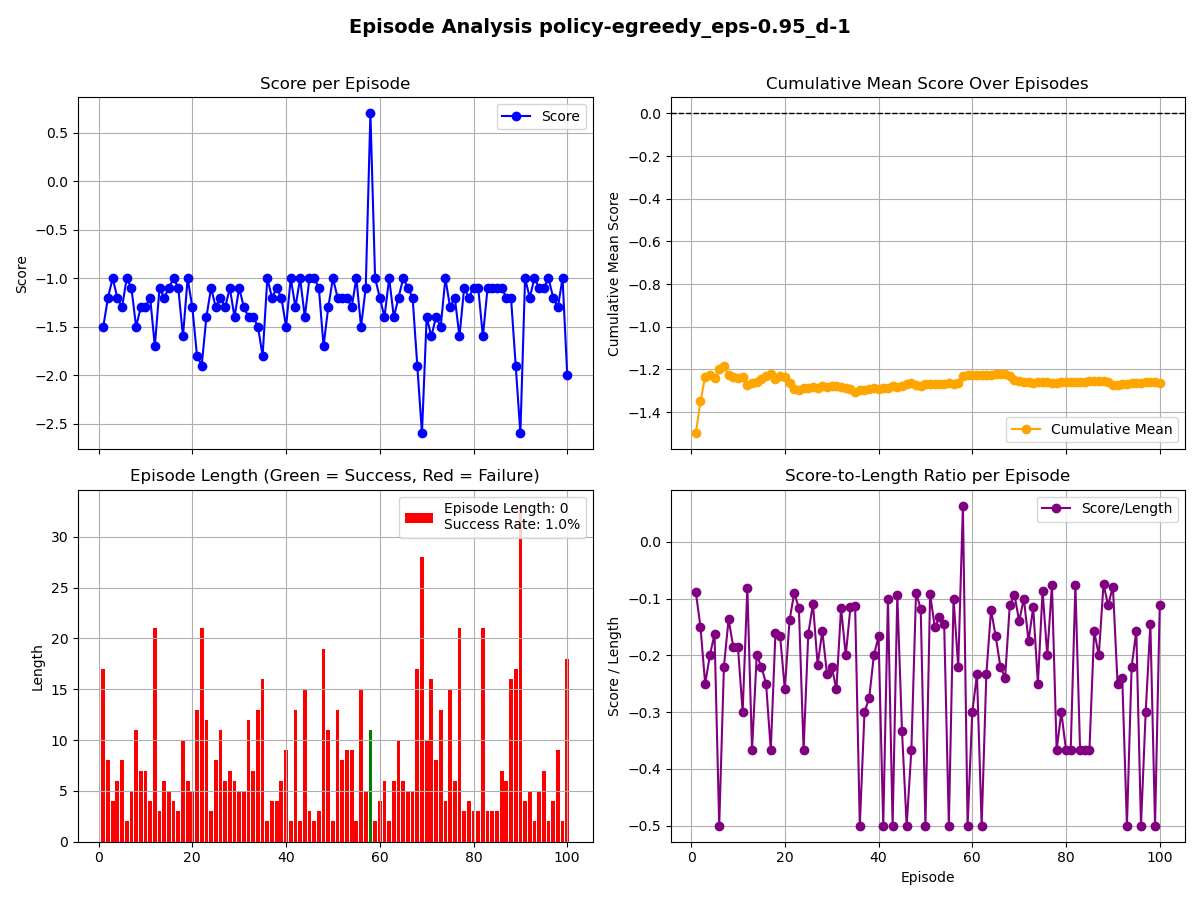 Episode Analysis policy-egreedy_eps-0.95_d-1
Score per Episode
Score
0.5
0.0
−0.5
−1.0
−1.5
−2.0
−2.5
Score
Cumulative Mean Score Over Episodes
0.0
−0.2
−0.4
−0.6
−0.8
−1.0
−1.2
−1.4
Cumulative Mean Score
Cumulative Mean
Episode Length (Green = Success, Red = Failure)
Episode Length: 0
Success Rate: 1.0%
30
25
20
15
10
5
0
Length
0 20 40 60 80 100
Score-to-Length Ratio per Episode
Score/Length
0.0
−0.1
−0.2
−0.3
−0.4
−0.5
Score / Length
0 20 40 60 80 100
Episode